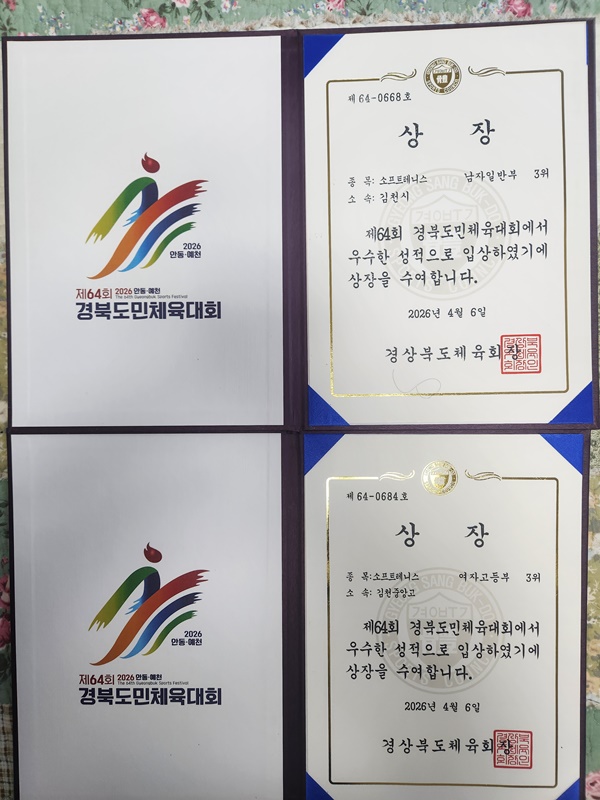 2026
안동·예천
제64회 2026 안동·예천
The 64th Gyeongbuk Sports Festival
경북도민체육대회
제 64-0668 호
상 장
종 목: 소프트테니스 남자일반부 3위
소 속: 김천시
제64회 경북도민체육대회에서
우수한 성적으로 입상하였기에
상장을 수여합니다.
2026년 4월 6일
경상북도체육회장
2026
안동·예천
제64회 2026 안동·예천
The 64th Gyeongbuk Sports Festival
경북도민체육대회
제 64-0684 호
상 장
종 목: 소프트테니스 여자고등부 3위
소 속: 김천중앙고
제64회 경북도민체육대회에서
우수한 성적으로 입상하였기에
상장을 수여합니다.
2026년 4월 6일
경상북도체육회장